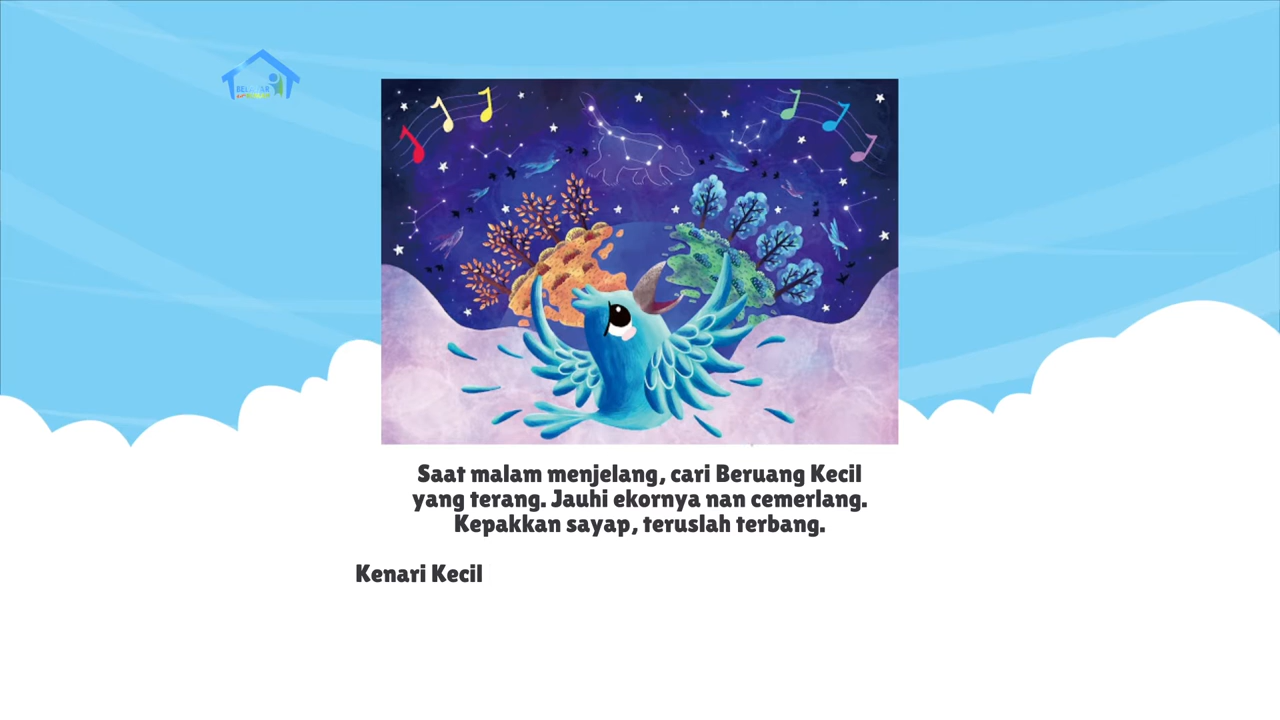 Saat malam menjelang, cari Beruang Kecil
yang terang. Jauhi ekornya nan cemerlang.
Kepakkan sayap, teruslah terbang.
Kenari Kecil